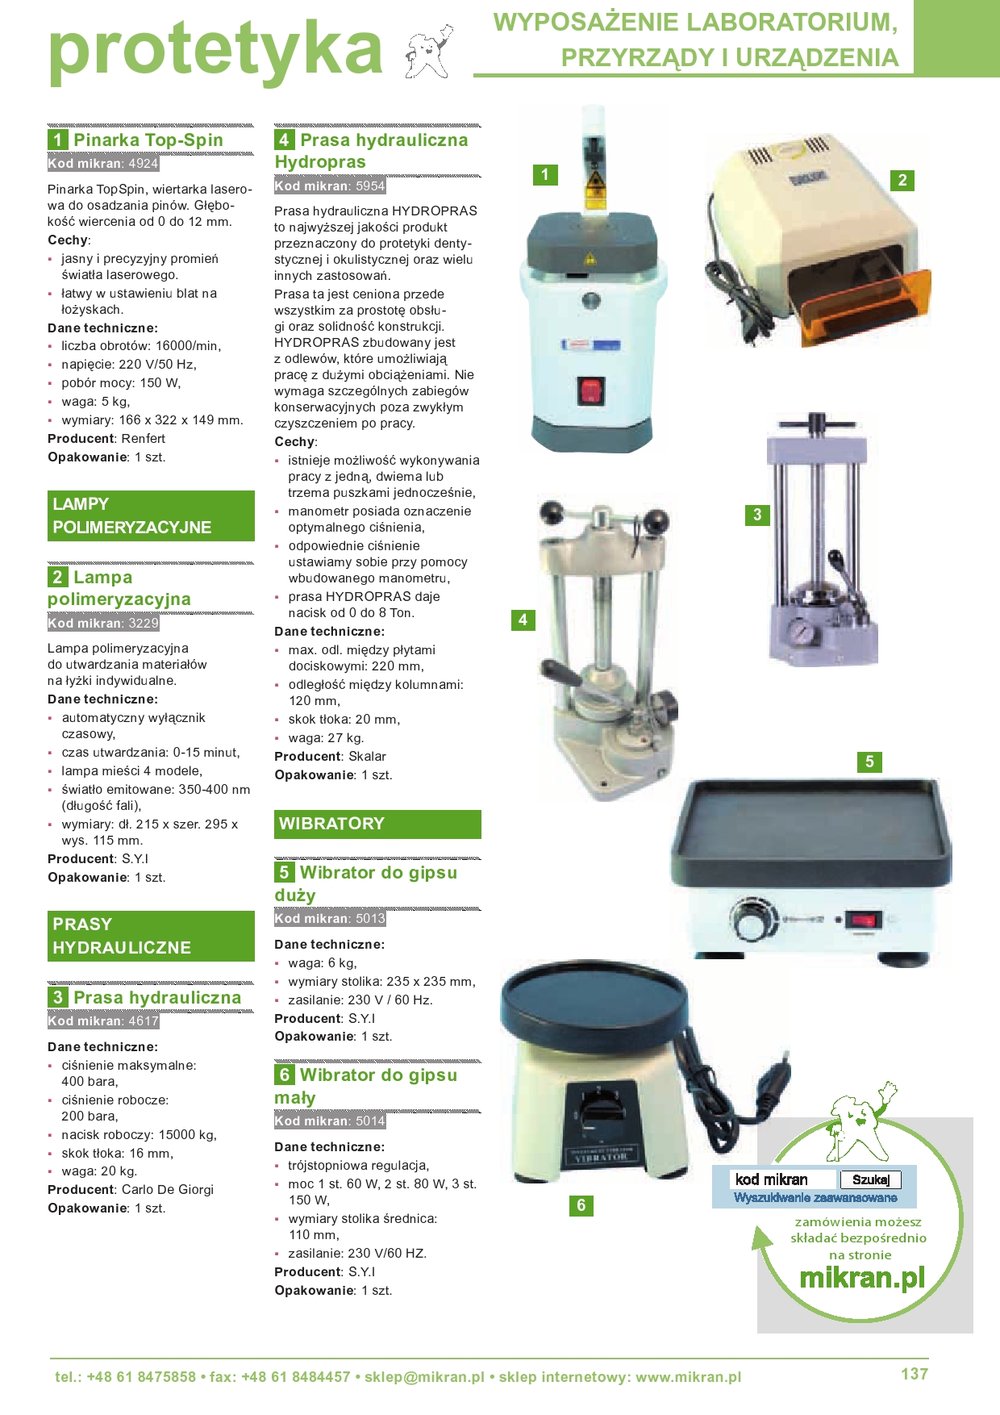 protetyka
WYPOSAŻENIE LABORATORIUM,
PRZYRZĄDY I URZĄDZENIA
1 Pinarka Top-Spin
Kod mikran: 4924
Pinarka TopSpin, wiertarka lasero-
wa do osadzania pinów. Głębo-
kość wiercenia od 0 do 12 mm.
Cechy:
▪ jasny i precyzyjny promień
światła laserowego.
▪ łatwy w ustawieniu blat na
łożyskach.
Dane techniczne:
▪ liczba obrotów: 16000/min,
▪ napięcie: 220 V/50 Hz,
▪ pobór mocy: 150 W,
▪ waga: 5 kg,
▪ wymiary: 166 x 322 x 149 mm.
Producent: Renfert
Opakowanie: 1 szt.
LAMPY
POLIMERYZACYJNE
2 Lampa
polimeryzacyjna
Kod mikran: 3229
Lampa polimeryzacyjna
do utwardzania materiałów
na łyżki indywidualne.
Dane techniczne:
▪ automatyczny wyłącznik
czasowy,
▪ czas utwardzania: 0-15 minut,
▪ lampa mieści 4 modele,
▪ światło emitowane: 350-400 nm
(długość fali),
▪ wymiary: dł. 215 x szer. 295 x
wys. 115 mm.
Producent: S.Y.I
Opakowanie: 1 szt.
PRASY
HYDRAULICZNE
3 Prasa hydrauliczna
Kod mikran: 4617
Dane techniczne:
▪ ciśnienie maksymalne:
400 bara,
▪ ciśnienie robocze:
200 bara,
▪ nacisk roboczy: 15000 kg,
▪ skok tłoka: 16 mm,
▪ waga: 20 kg.
Producent: Carlo De Giorgi
Opakowanie: 1 szt.
4 Prasa hydrauliczna
Hydropras
Kod mikran: 5954
Prasa hydrauliczna HYDROPRAS
to najwyższej jakości produkt
przeznaczony do protetyki denty-
stycznej i okulistycznej oraz wielu
innych zastosowań.
Prasa ta jest ceniona przede
wszystkim za prostotę obsłu-
gi oraz solidność konstrukcji.
HYDROPRAS zbudowany jest
z odlewów, które umożliwiają
pracę z dużymi obciążeniami. Nie
wymaga szczególnych zabiegów
konserwacyjnych poza zwykłym
czyszczeniem po pracy.
Cechy:
▪ istnieje możliwość wykonywania
pracy z jedną, dwiema lub
trzema puszkami jednocześnie,
▪ manometr posiada oznaczenie
optymalnego ciśnienia,
▪ odpowiednie ciśnienie
ustawiamy sobie przy pomocy
wbudowanego manometru,
▪ prasa HYDROPRAS daje
nacisk od 0 do 8 Ton.
Dane techniczne:
▪ max. odl. między płytami
dociskowymi: 220 mm,
▪ odległość między kolumnami:
120 mm,
▪ skok tłoka: 20 mm,
▪ waga: 27 kg.
Producent: Skalar
Opakowanie: 1 szt.
WIBRATORY
5 Wibrator do gipsu
duży
Kod mikran: 5013
Dane techniczne:
▪ waga: 6 kg,
▪ wymiary stolika: 235 x 235 mm,
▪ zasilanie: 230 V / 60 Hz.
Producent: S.Y.I
Opakowanie: 1 szt.
6 Wibrator do gipsu
mały
Kod mikran: 5014
Dane techniczne:
▪ trójstopniowa regulacja,
▪ moc 1 st. 60 W, 2 st. 80 W, 3 st.
150 W,
▪ wymiary stolika średnica:
110 mm,
▪ zasilanie: 230 V/60 HZ.
Producent: S.Y.I
Opakowanie: 1 szt.
1
2
3
4
5
VIBRATOR
6
kod mikran Szukaj
Wyszukiwanie zaawansowane
zamówienia możesz
składać bezpośrednio
na stronie
mikran.pl
tel.: +48 61 8475858 • fax: +48 61 8484457 • sklep@mikran.pl • sklep internetowy: www.mikran.pl
137